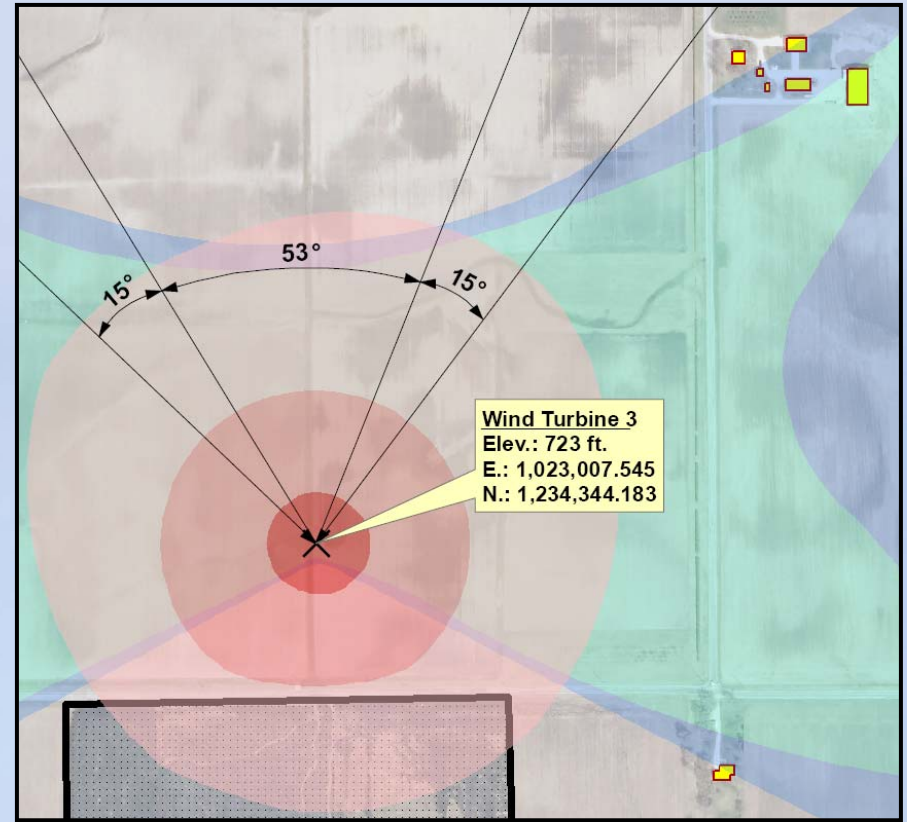 53°
15°
15°
Wind Turbine 3
Elev.: 723 ft.
E.: 1,023,007.545
N.: 1,234,344.183